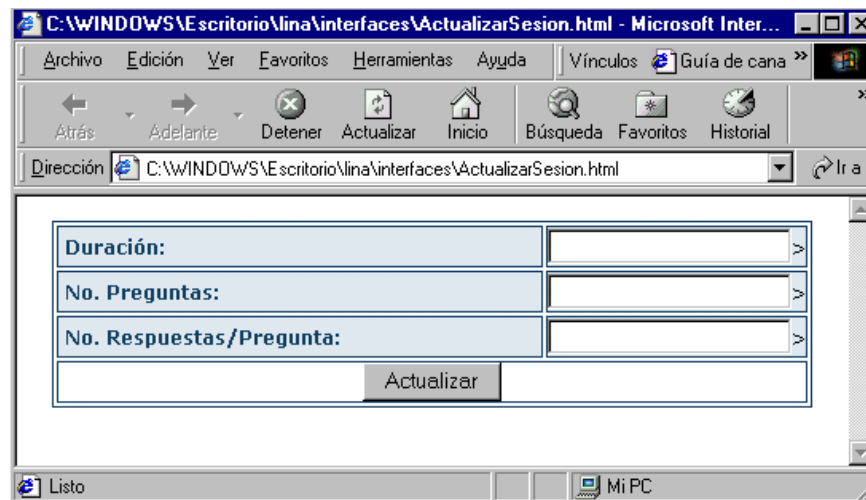 C:\WINDOWS\Escritorio\lina\interfaces\ActualizarSesion.html - Microsoft Inter...
Archivo Edición Ver Favoritos Herramientas Ayuda Vínculos Guía de cana »
Atrás Adelante Detener Actualizar Inicio Búsqueda Favoritos Historial »
Dirección C:\WINDOWS\Escritorio\lina\interfaces\ActualizarSesion.html Ir a
Duración: >
No. Preguntas: >
No. Respuestas/Pregunta: >
Actualizar
Listo Mi PC